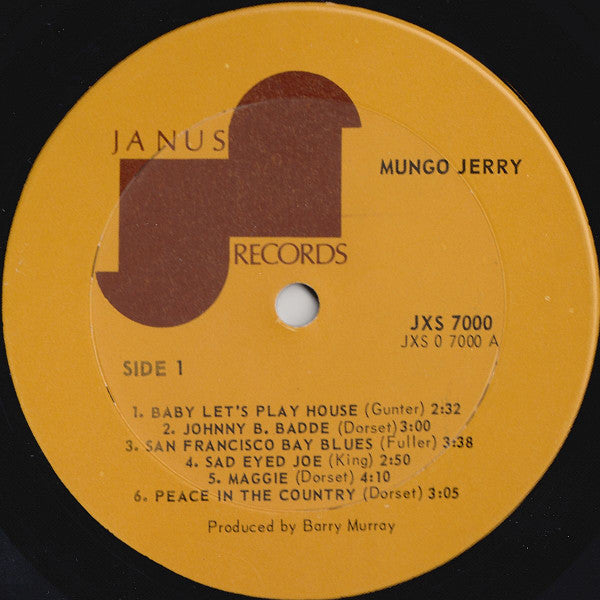 JANUS
RECORDS
MUNGO JERRY
JXS 7000
JXS 0 7000 A
SIDE 1
1. BABY LET'S PLAY HOUSE (Gunter) 2:32
2. JOHNNY B. BADDE (Dorset) 3:00
3. SAN FRANCISCO BAY BLUES (Fuller) 3:38
4. SAD EYED JOE (King) 2:50
5. MAGGIE (Dorset) 4:10
6. PEACE IN THE COUNTRY (Dorset) 3:05
Produced by Barry Murray